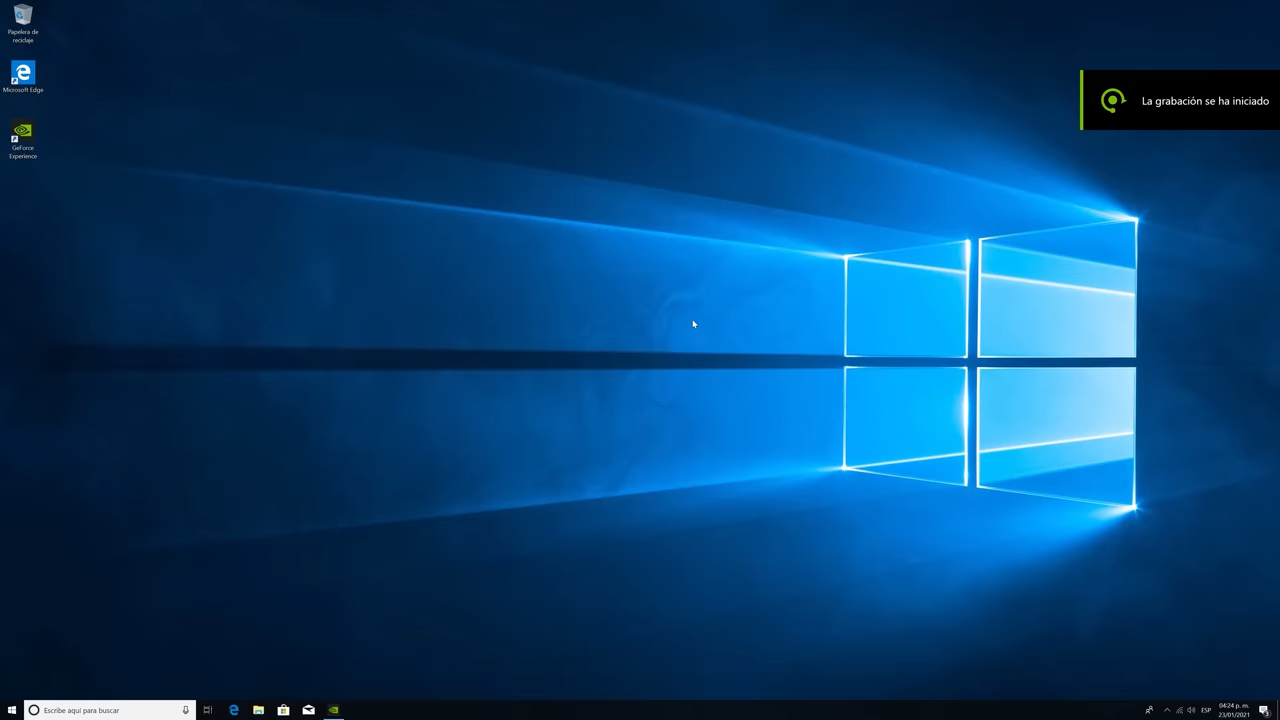 Papelera de
reciclaje
Microsoft Edge
GeForce
Experience
La grabación se ha iniciado
Escribe aquí para buscar
ESP
04:24 p. m.
23/01/2021